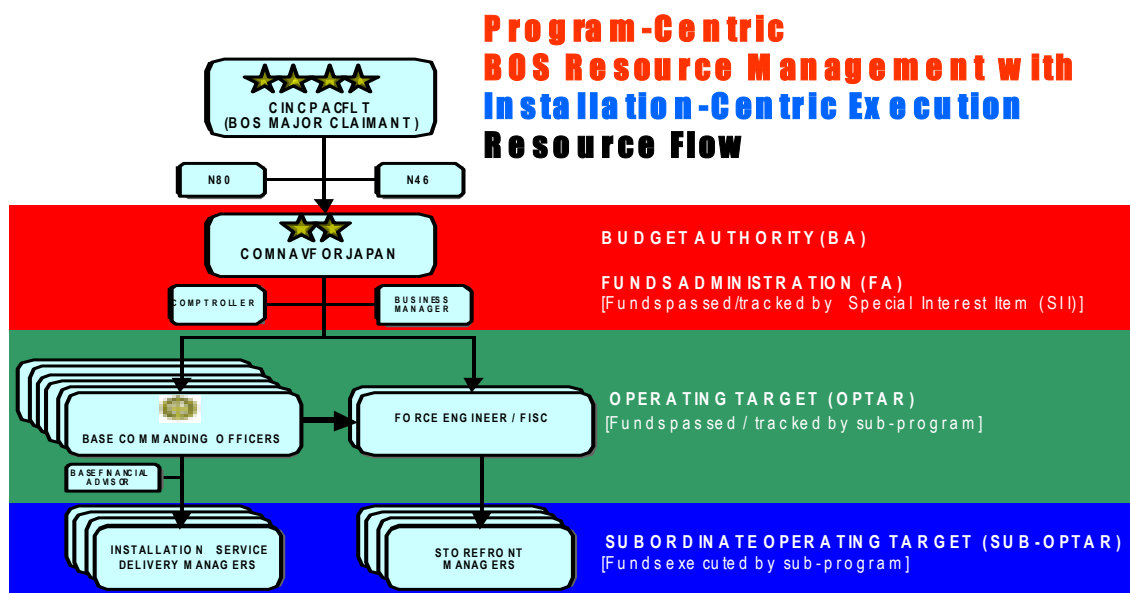 Program-Centric
BOS Resource Management with
Installation-Centric Execution
Resource Flow
CINCPACFLT
(BOS MAJOR CLAIMANT)
N80
N46
COMNAVFORJAPAN
BUDGET AUTHORITY (BA)
FUNDS ADMINISTRATION (FA)
[Funds passed/tracked by Special Interest Item (SII)]
COMPTROLLER
BUSINESS
MANAGER
BASE COMMANDING OFFICERS
FORCE ENGINEER / FISC
OPERATING TARGET (OPTAR)
[Funds passed / tracked by sub-program]
BASE FINANCIAL
ADVISOR
INSTALLATION SERVICE
DELIVERY MANAGERS
STOREFRONT
MANAGERS
SUBORDINATE OPERATING TARGET (SUB-OPTAR)
[Funds executed by sub-program]